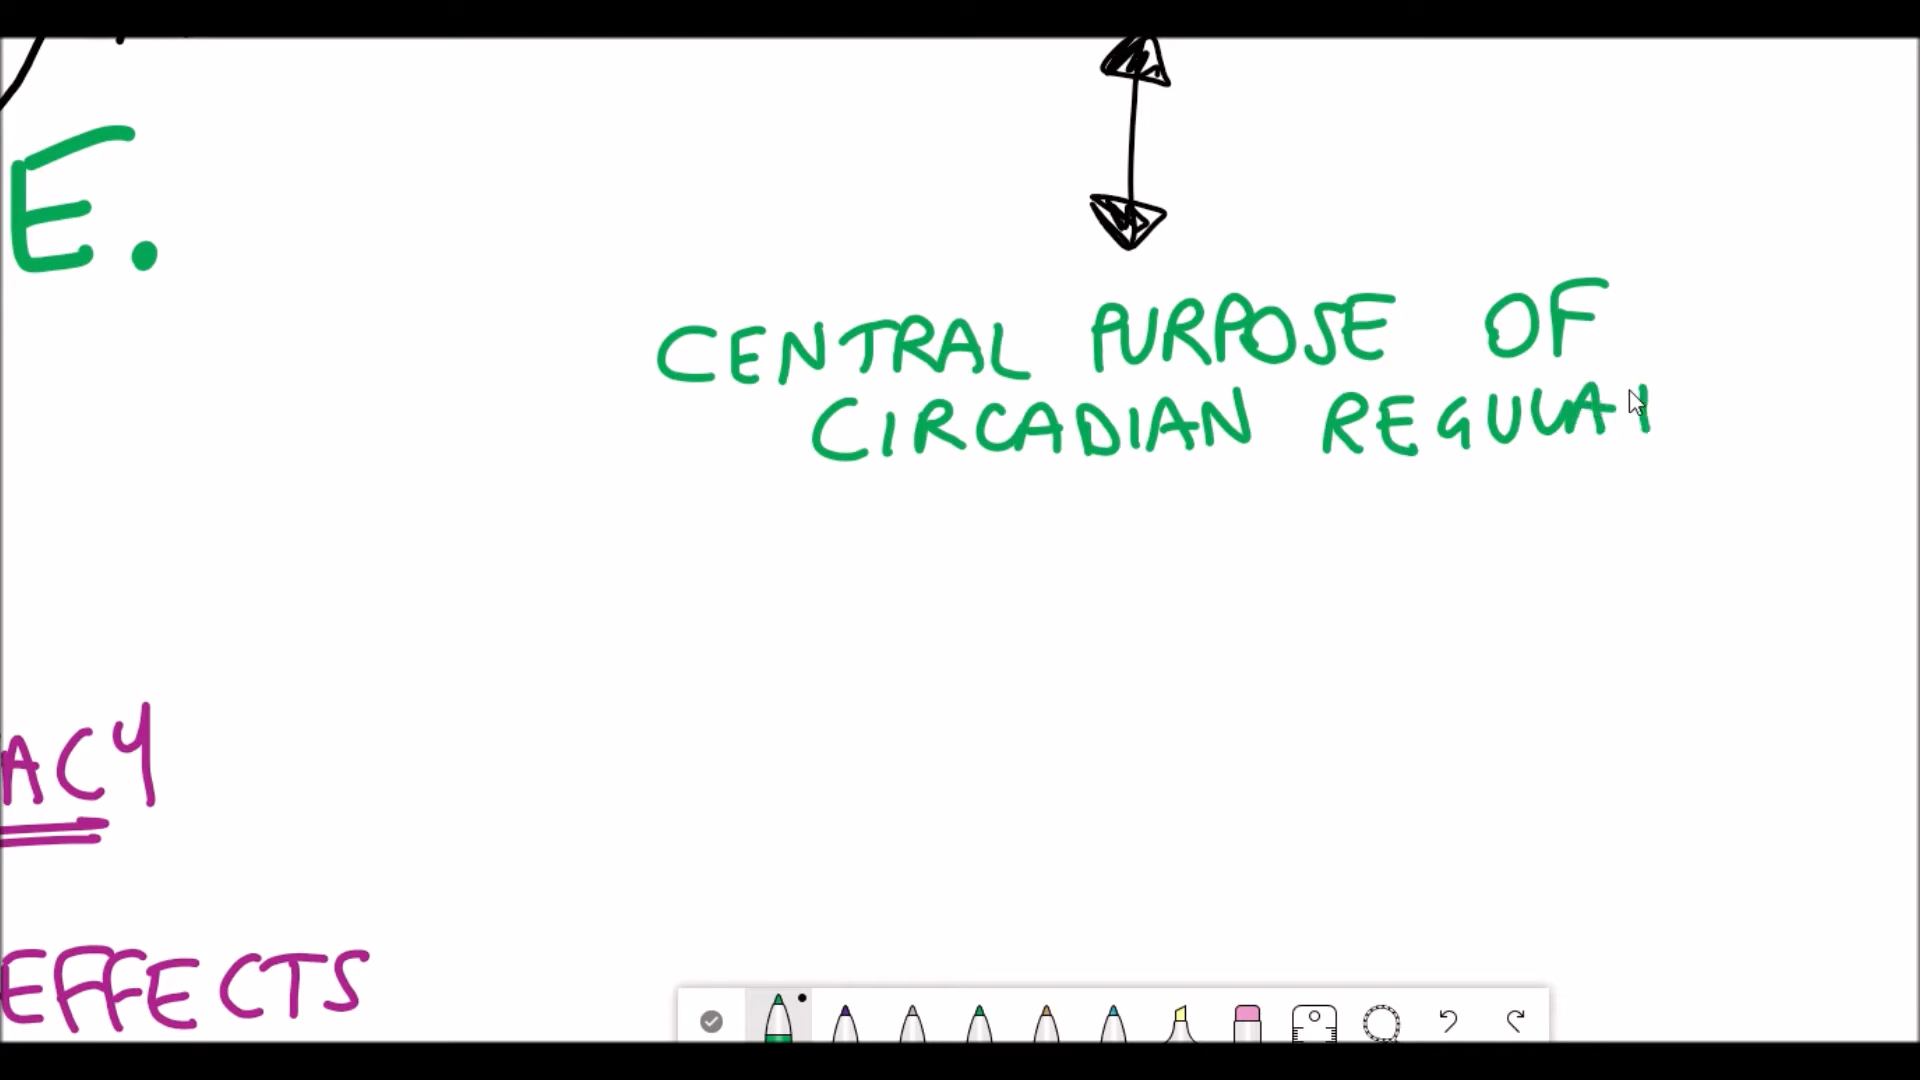 E.
CENTRAL PURPOSE OF
CIRCADIAN REGULA
ACY
EFFECTS